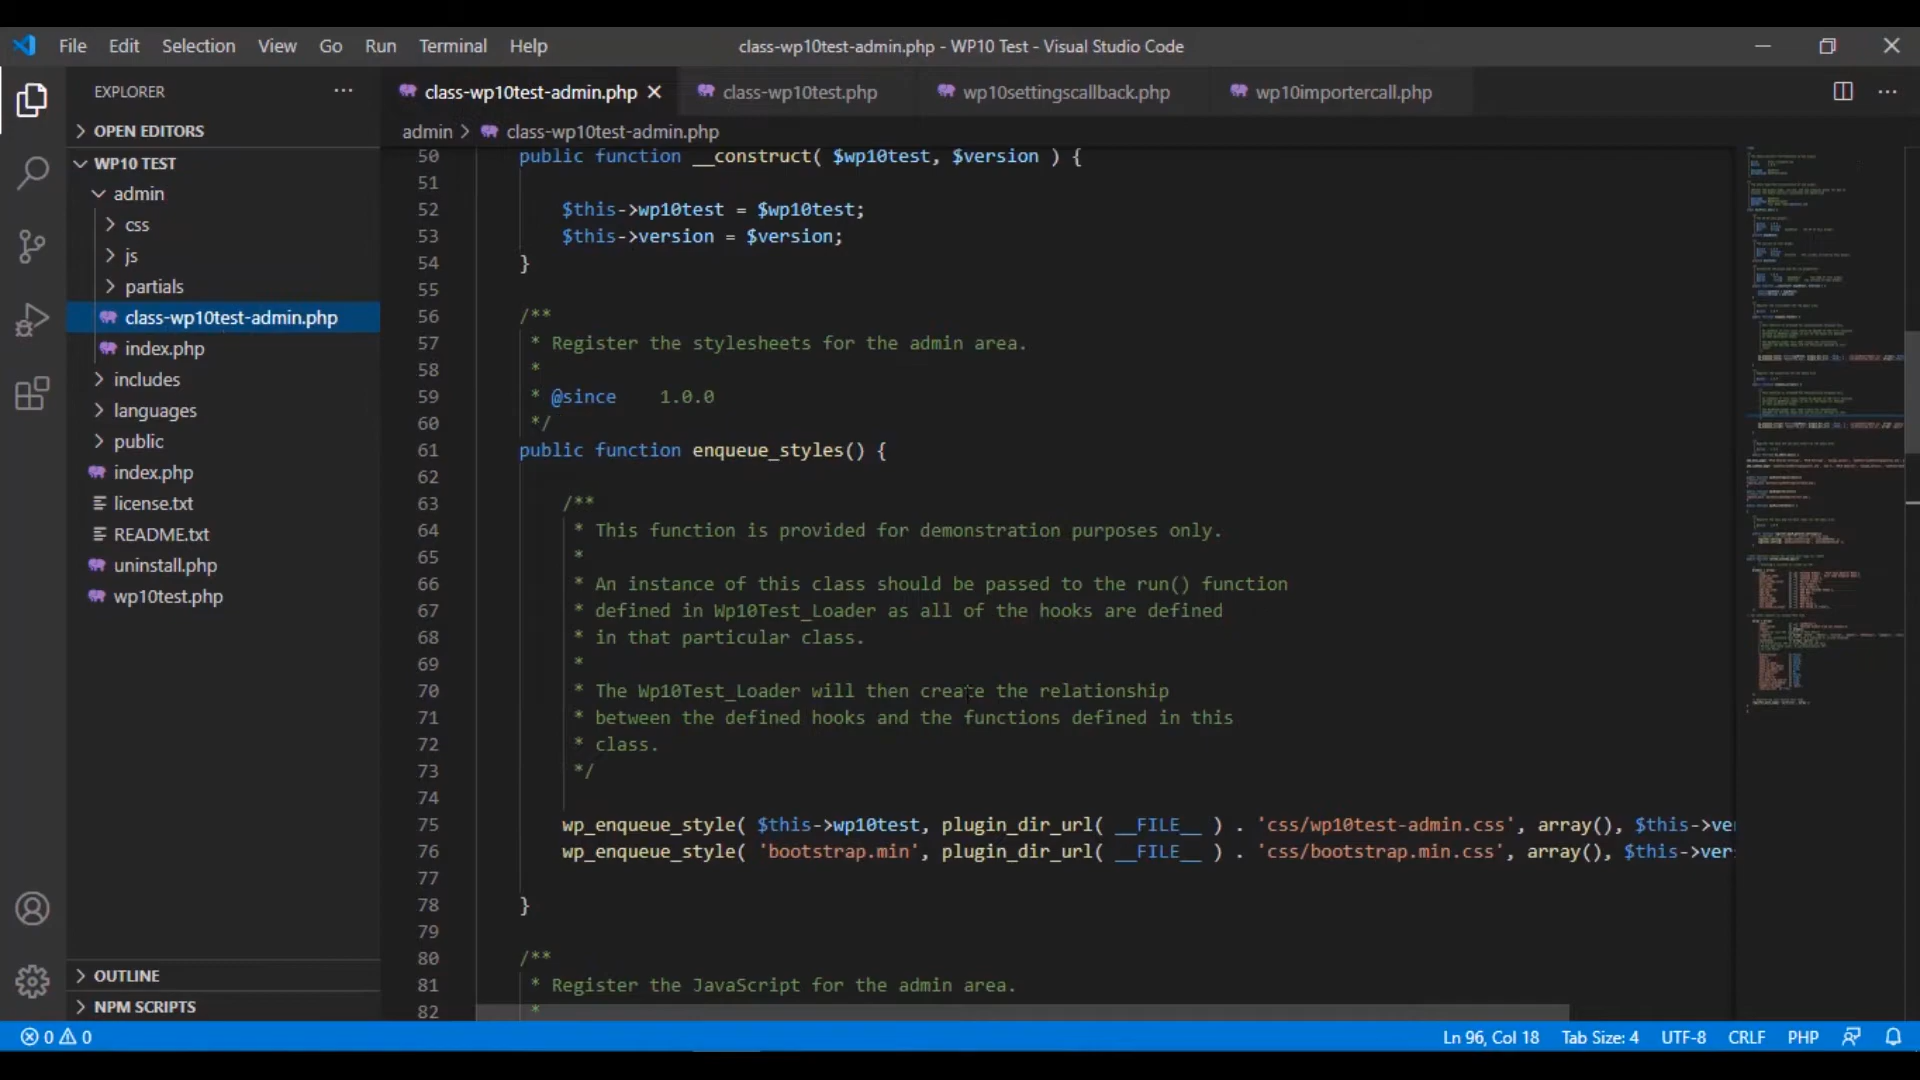 File Edit Selection View Go Run Terminal Help
class-wp10test-admin.php - WP10 Test - Visual Studio Code
EXPLORER
OPEN EDITORS
WP10 TEST
admin
css
js
partials
class-wp10test-admin.php
index.php
includes
languages
public
index.php
license.txt
README.txt
uninstall.php
wp10test.php
OUTLINE
NPM SCRIPTS
class-wp10test-admin.php
class-wp10test.php
wp10settingscallback.php
wp10importercall.php
admin > class-wp10test-admin.php
50 public function __construct( $wp10test, $version ) {
51
52 $this->wp10test = $wp10test;
53 $this->version = $version;
54 }
55
56 /**
57 * Register the stylesheets for the admin area.
58 *
59 * @since 1.0.0
60 */
61 public function enqueue_styles() {
62
63 /**
64 * This function is provided for demonstration purposes only.
65 *
66 * An instance of this class should be passed to the run() function
67 * defined in Wp10Test_Loader as all of the hooks are defined
68 * in that particular class.
69 *
70 * The Wp10Test_Loader will then create the relationship
71 * between the defined hooks and the functions defined in this
72 * class.
73 */
74
75 wp_enqueue_style( $this->wp10test, plugin_dir_url( __FILE__ ) . 'css/wp10test-admin.css', array(), $this->ve
76 wp_enqueue_style( 'bootstrap.min', plugin_dir_url( __FILE__ ) . 'css/bootstrap.min.css', array(), $this->ver
77
78 }
79
80 /**
81 * Register the JavaScript for the admin area.
82 *
0 0
Ln 96, Col 18 Tab Size: 4 UTF-8 CRLF PHP